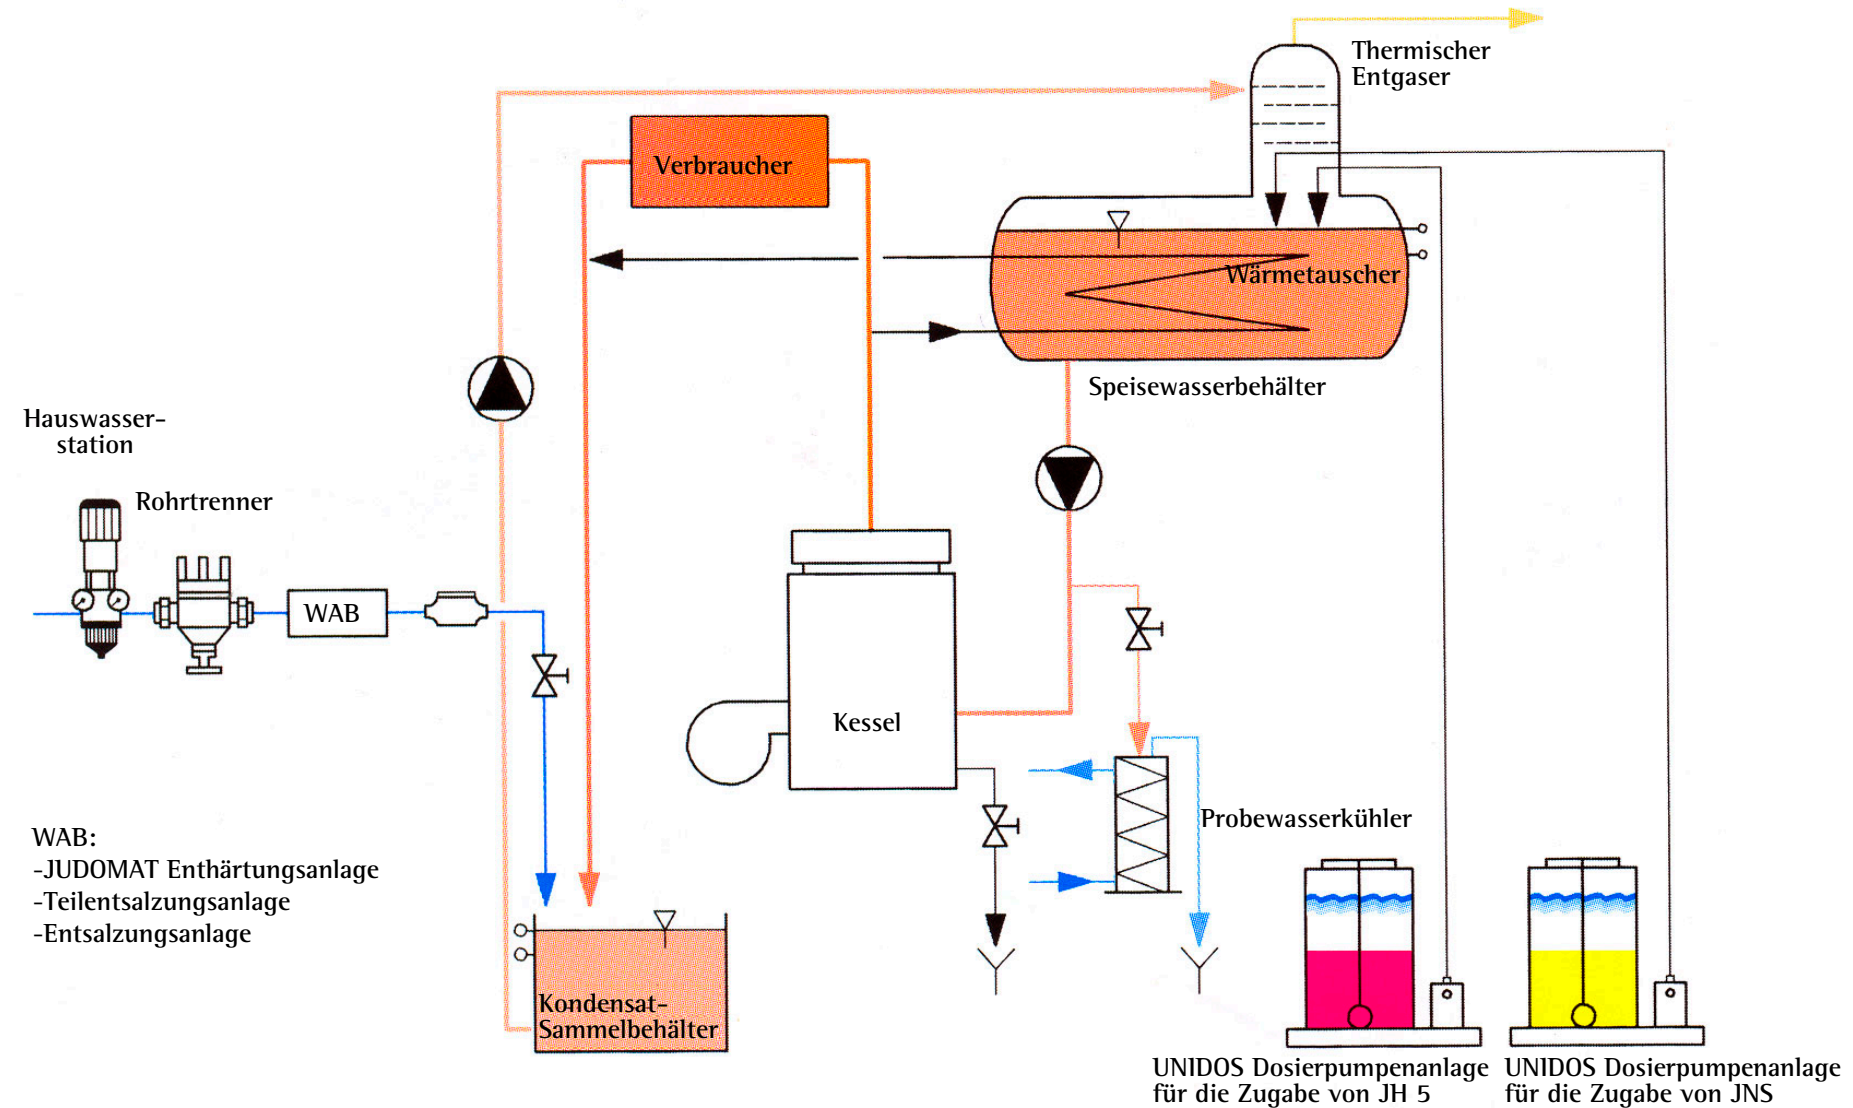 Thermischer
Entgaser
Verbraucher
Wärmetauscher
Speisewasserbehälter
Hauswasser-
station
Rohrtrenner
WAB
Kessel
Probewasserkühler
WAB:
-JUDOMAT Enthärtungsanlage
-Teilentsalzungsanlage
-Entsalzungsanlage
Kondensat-
Sammelbehälter
UNIDOS Dosierpumpenanlage
für die Zugabe von JH 5
UNIDOS Dosierpumpenanlage
für die Zugabe von JNS